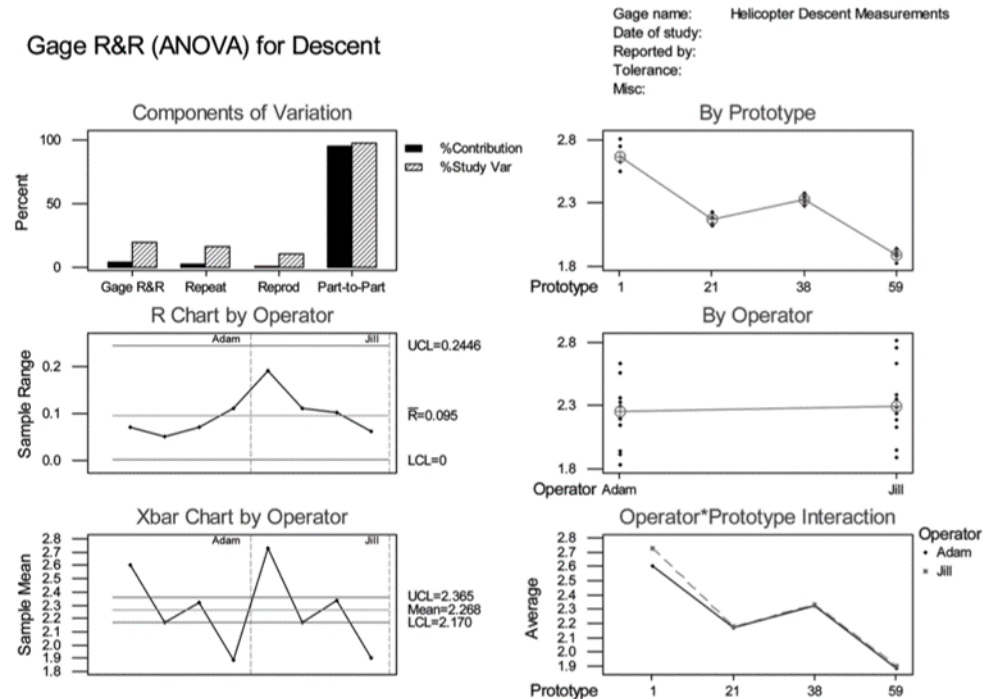 Gage R&R (ANOVA) for Descent
Gage name: Helicopter Descent Measurements
Date of study:
Reported by:
Tolerance:
Misc:
Components of Variation
100
50
0
Percent
Gage R&R Repeat Reprod Part-to-Part
%Contribution
%Study Var
By Prototype
2.8
2.3
1.8
Prototype 1 21 38 59
R Chart by Operator
Adam Jill
0.2
0.1
0.0
Sample Range
UCL=0.2446
R=0.095
LCL=0
By Operator
2.8
2.3
1.8
Operator Adam Jill
Xbar Chart by Operator
Adam Jill
2.8
2.7
2.6
2.5
2.4
2.3
2.2
2.1
2.0
1.9
1.8
Sample Mean
UCL=2.365
Mean=2.268
LCL=2.170
Operator*Prototype Interaction
2.8
2.7
2.6
2.5
2.4
2.3
2.2
2.1
2.0
1.9
Average
Prototype 1 21 38 59
Operator
Adam
Jill